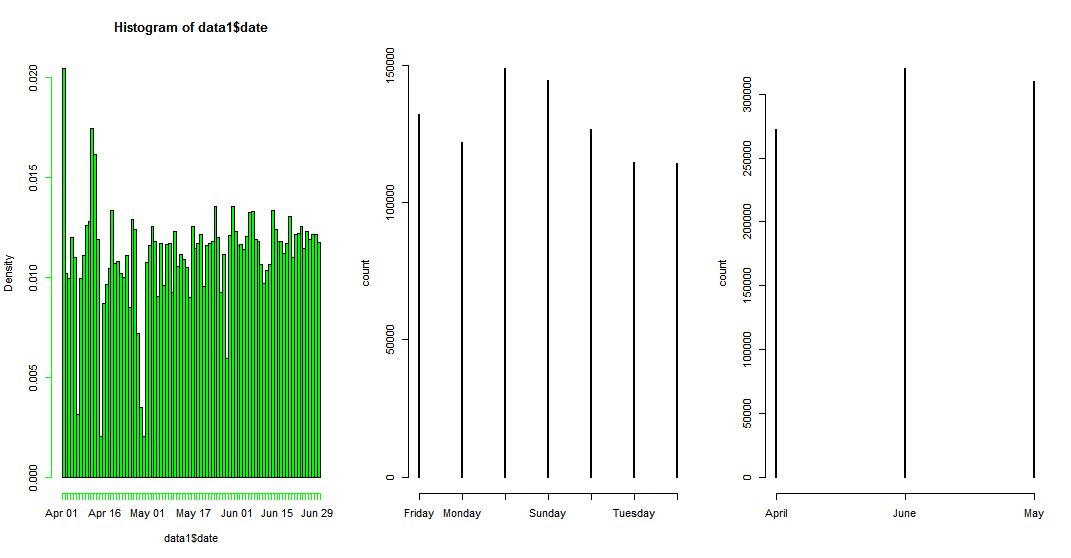 Histogram of data1$date
Density
0.000 0.005 0.010 0.015 0.020
Apr 01 Apr 16 May 01 May 17 Jun 01 Jun 15 Jun 29
data1$date
count
0 50000 100000 150000
Friday Monday Sunday Tuesday
count
0 50000 100000 150000 200000 250000 300000
April June May